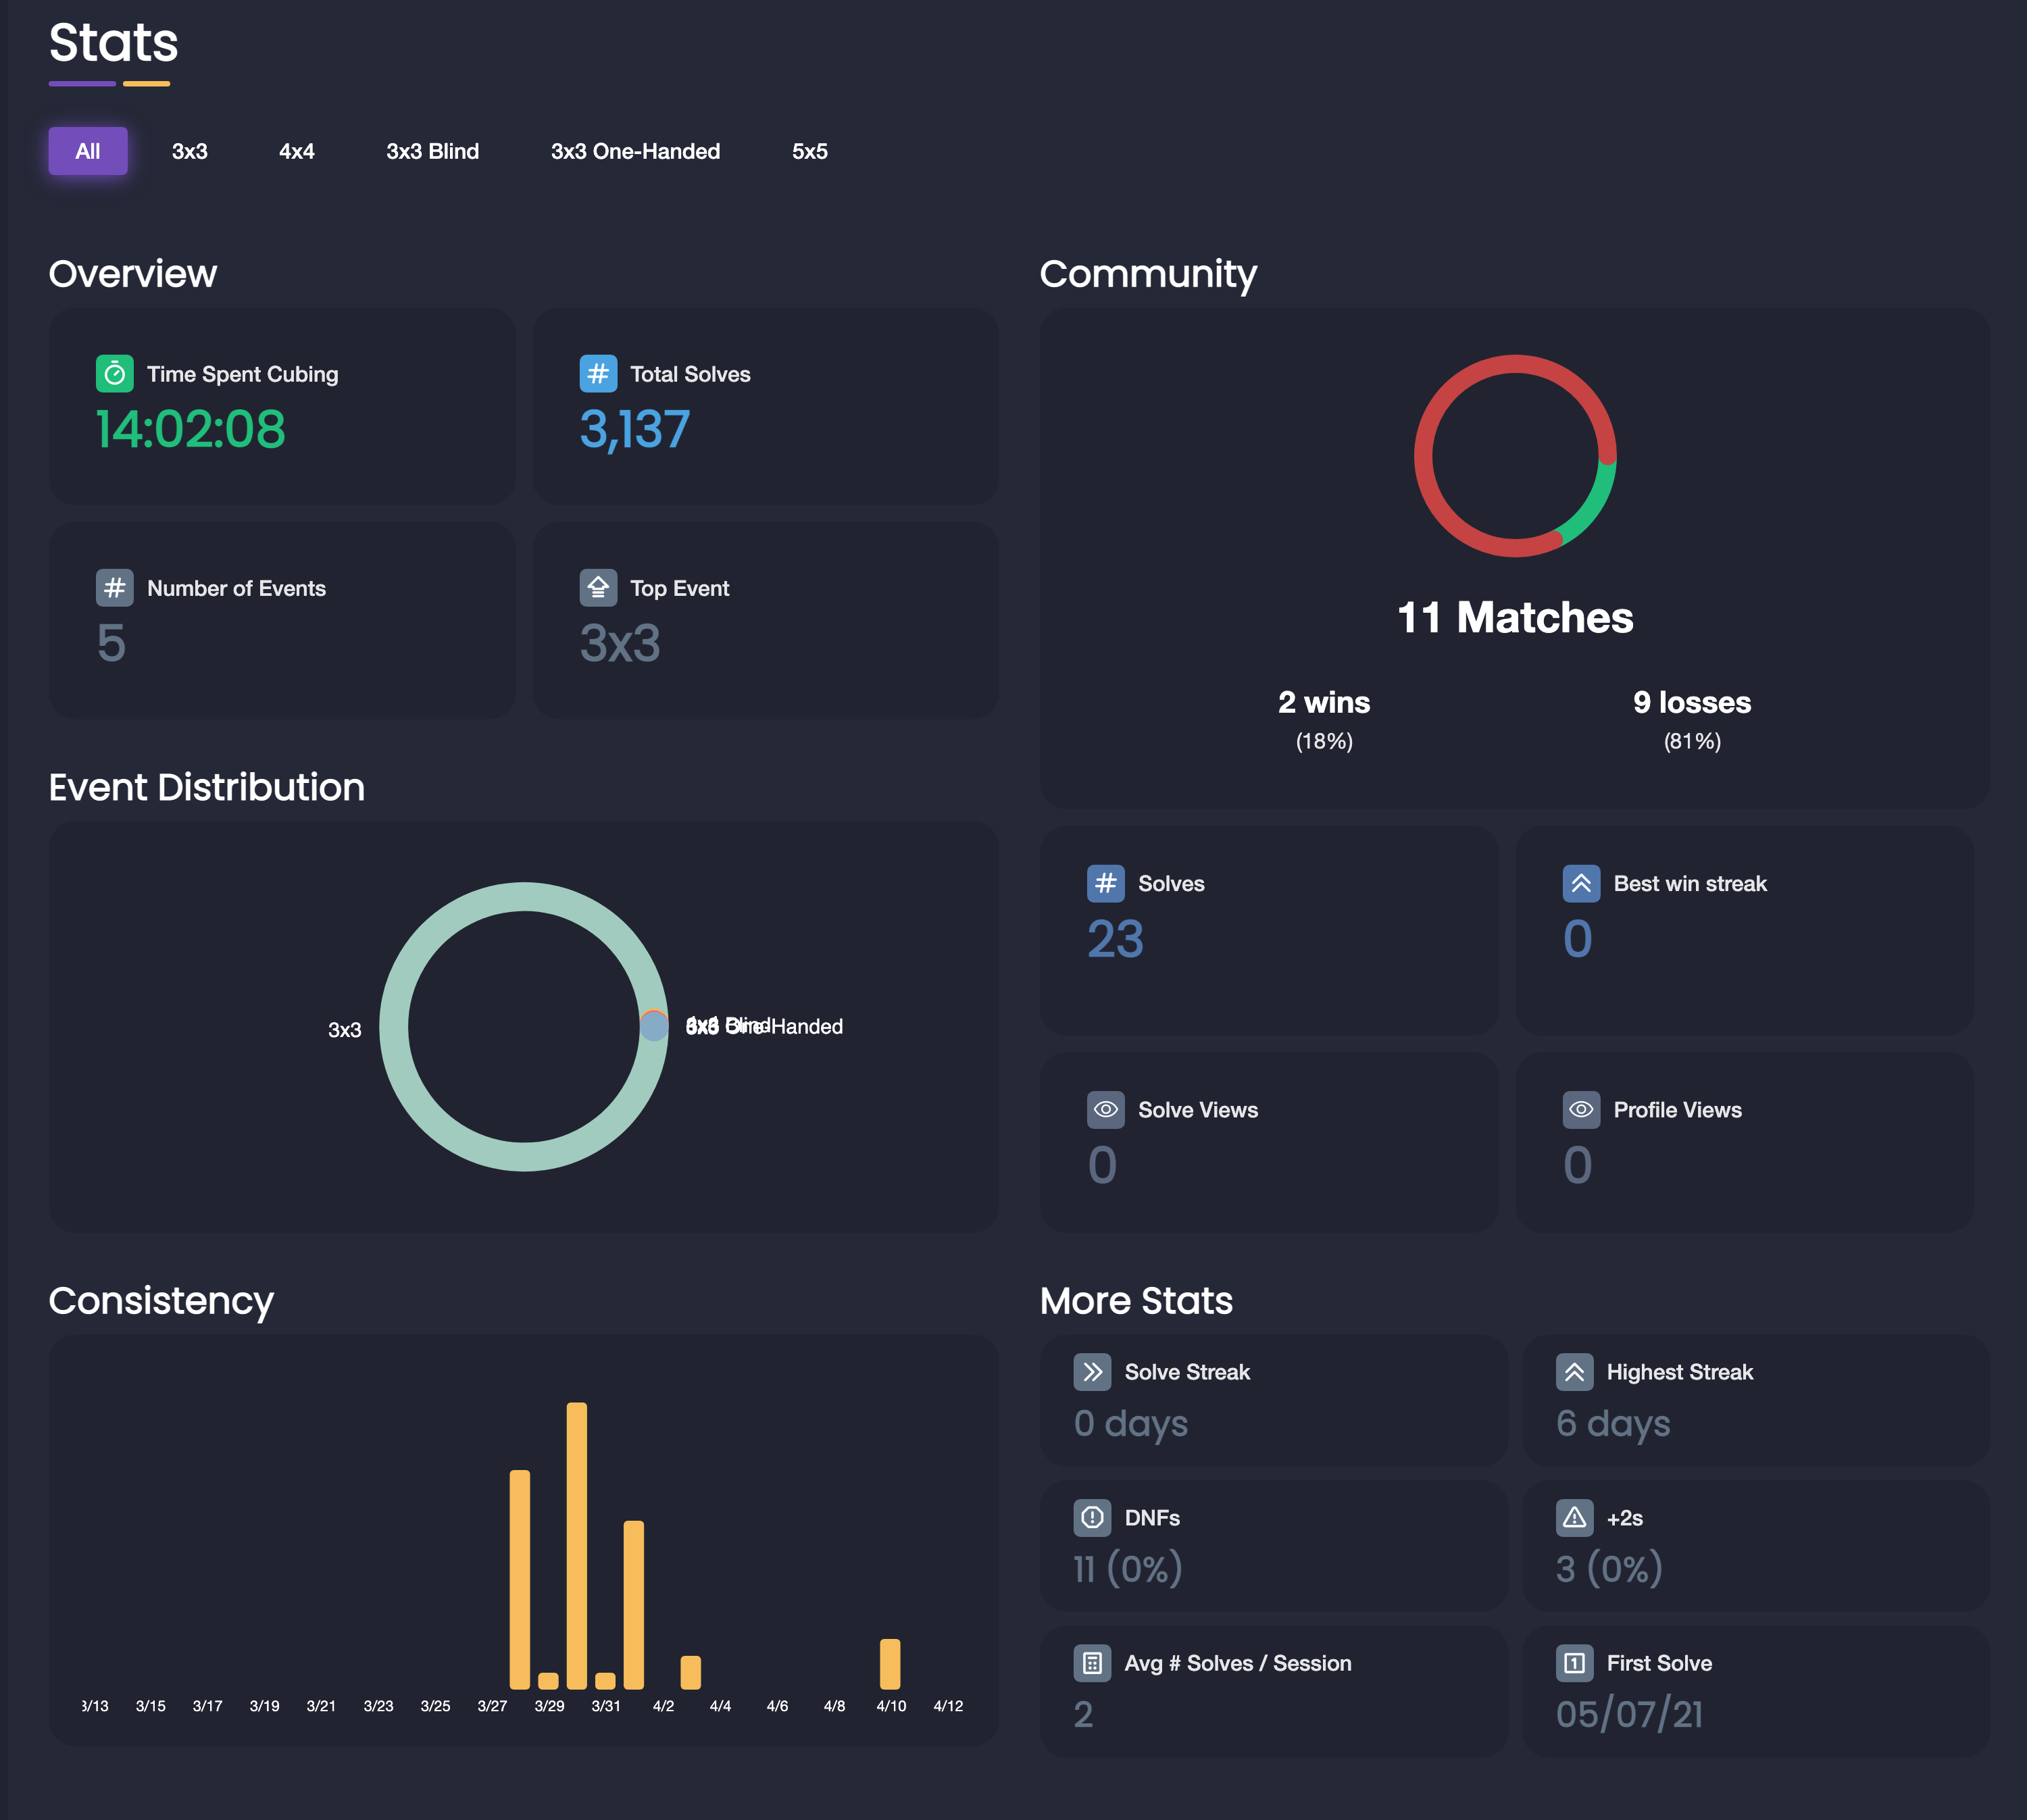 Stats
All 3x3 4x4 3x3 Blind 3x3 One-Handed 5x5
Overview
Time Spent Cubing
14:02:08
# Total Solves
3,137
# Number of Events
5
Top Event
3x3
Event Distribution
3x3
One-Handed
Community
11 Matches
2 wins
(18%)
9 losses
(81%)
# Solves
23
Best win streak
0
Solve Views
0
Profile Views
0
Consistency
3/13 3/15 3/17 3/19 3/21 3/23 3/25 3/27 3/29 3/31 4/2 4/4 4/6 4/8 4/10 4/12
More Stats
Solve Streak
0 days
Highest Streak
6 days
DNFs
11 (0%)
+2s
3 (0%)
Avg # Solves / Session
2
1 First Solve
05/07/21